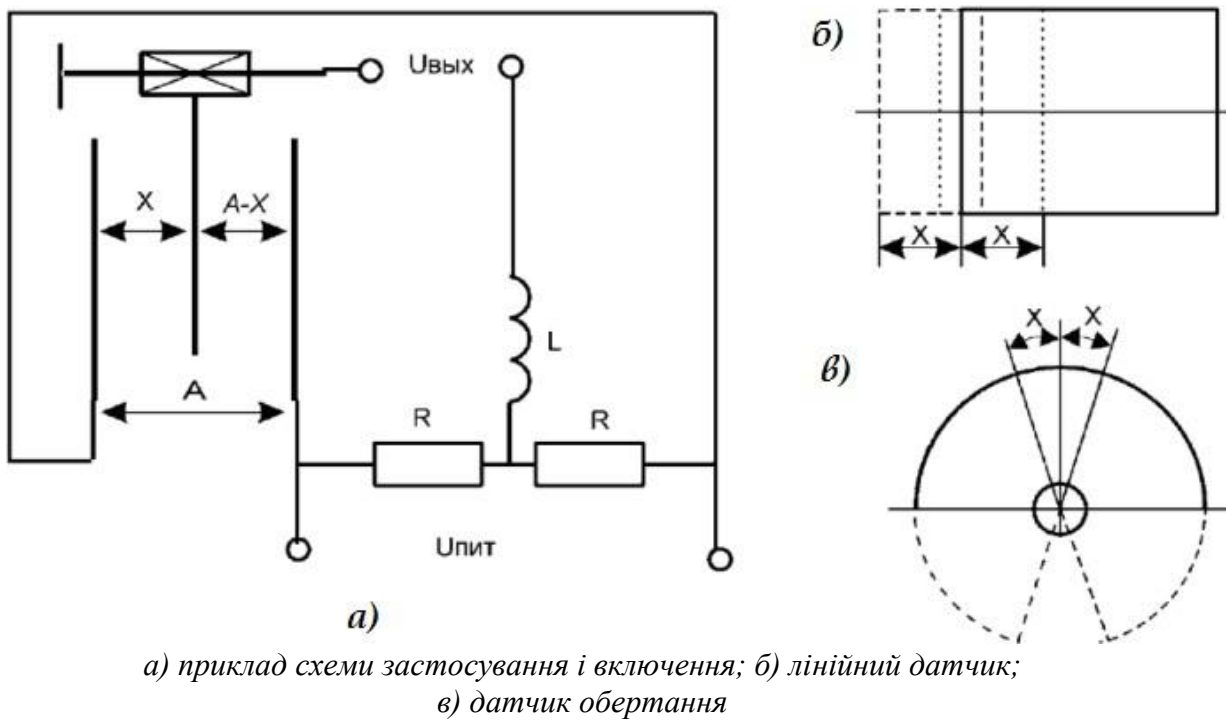 Uвых
X
A-X
A
L
R
R
Uпит
а)
б)
X
X
в)
X
X
а) приклад схеми застосування і включення; б) лінійний датчик;
в) датчик обертання